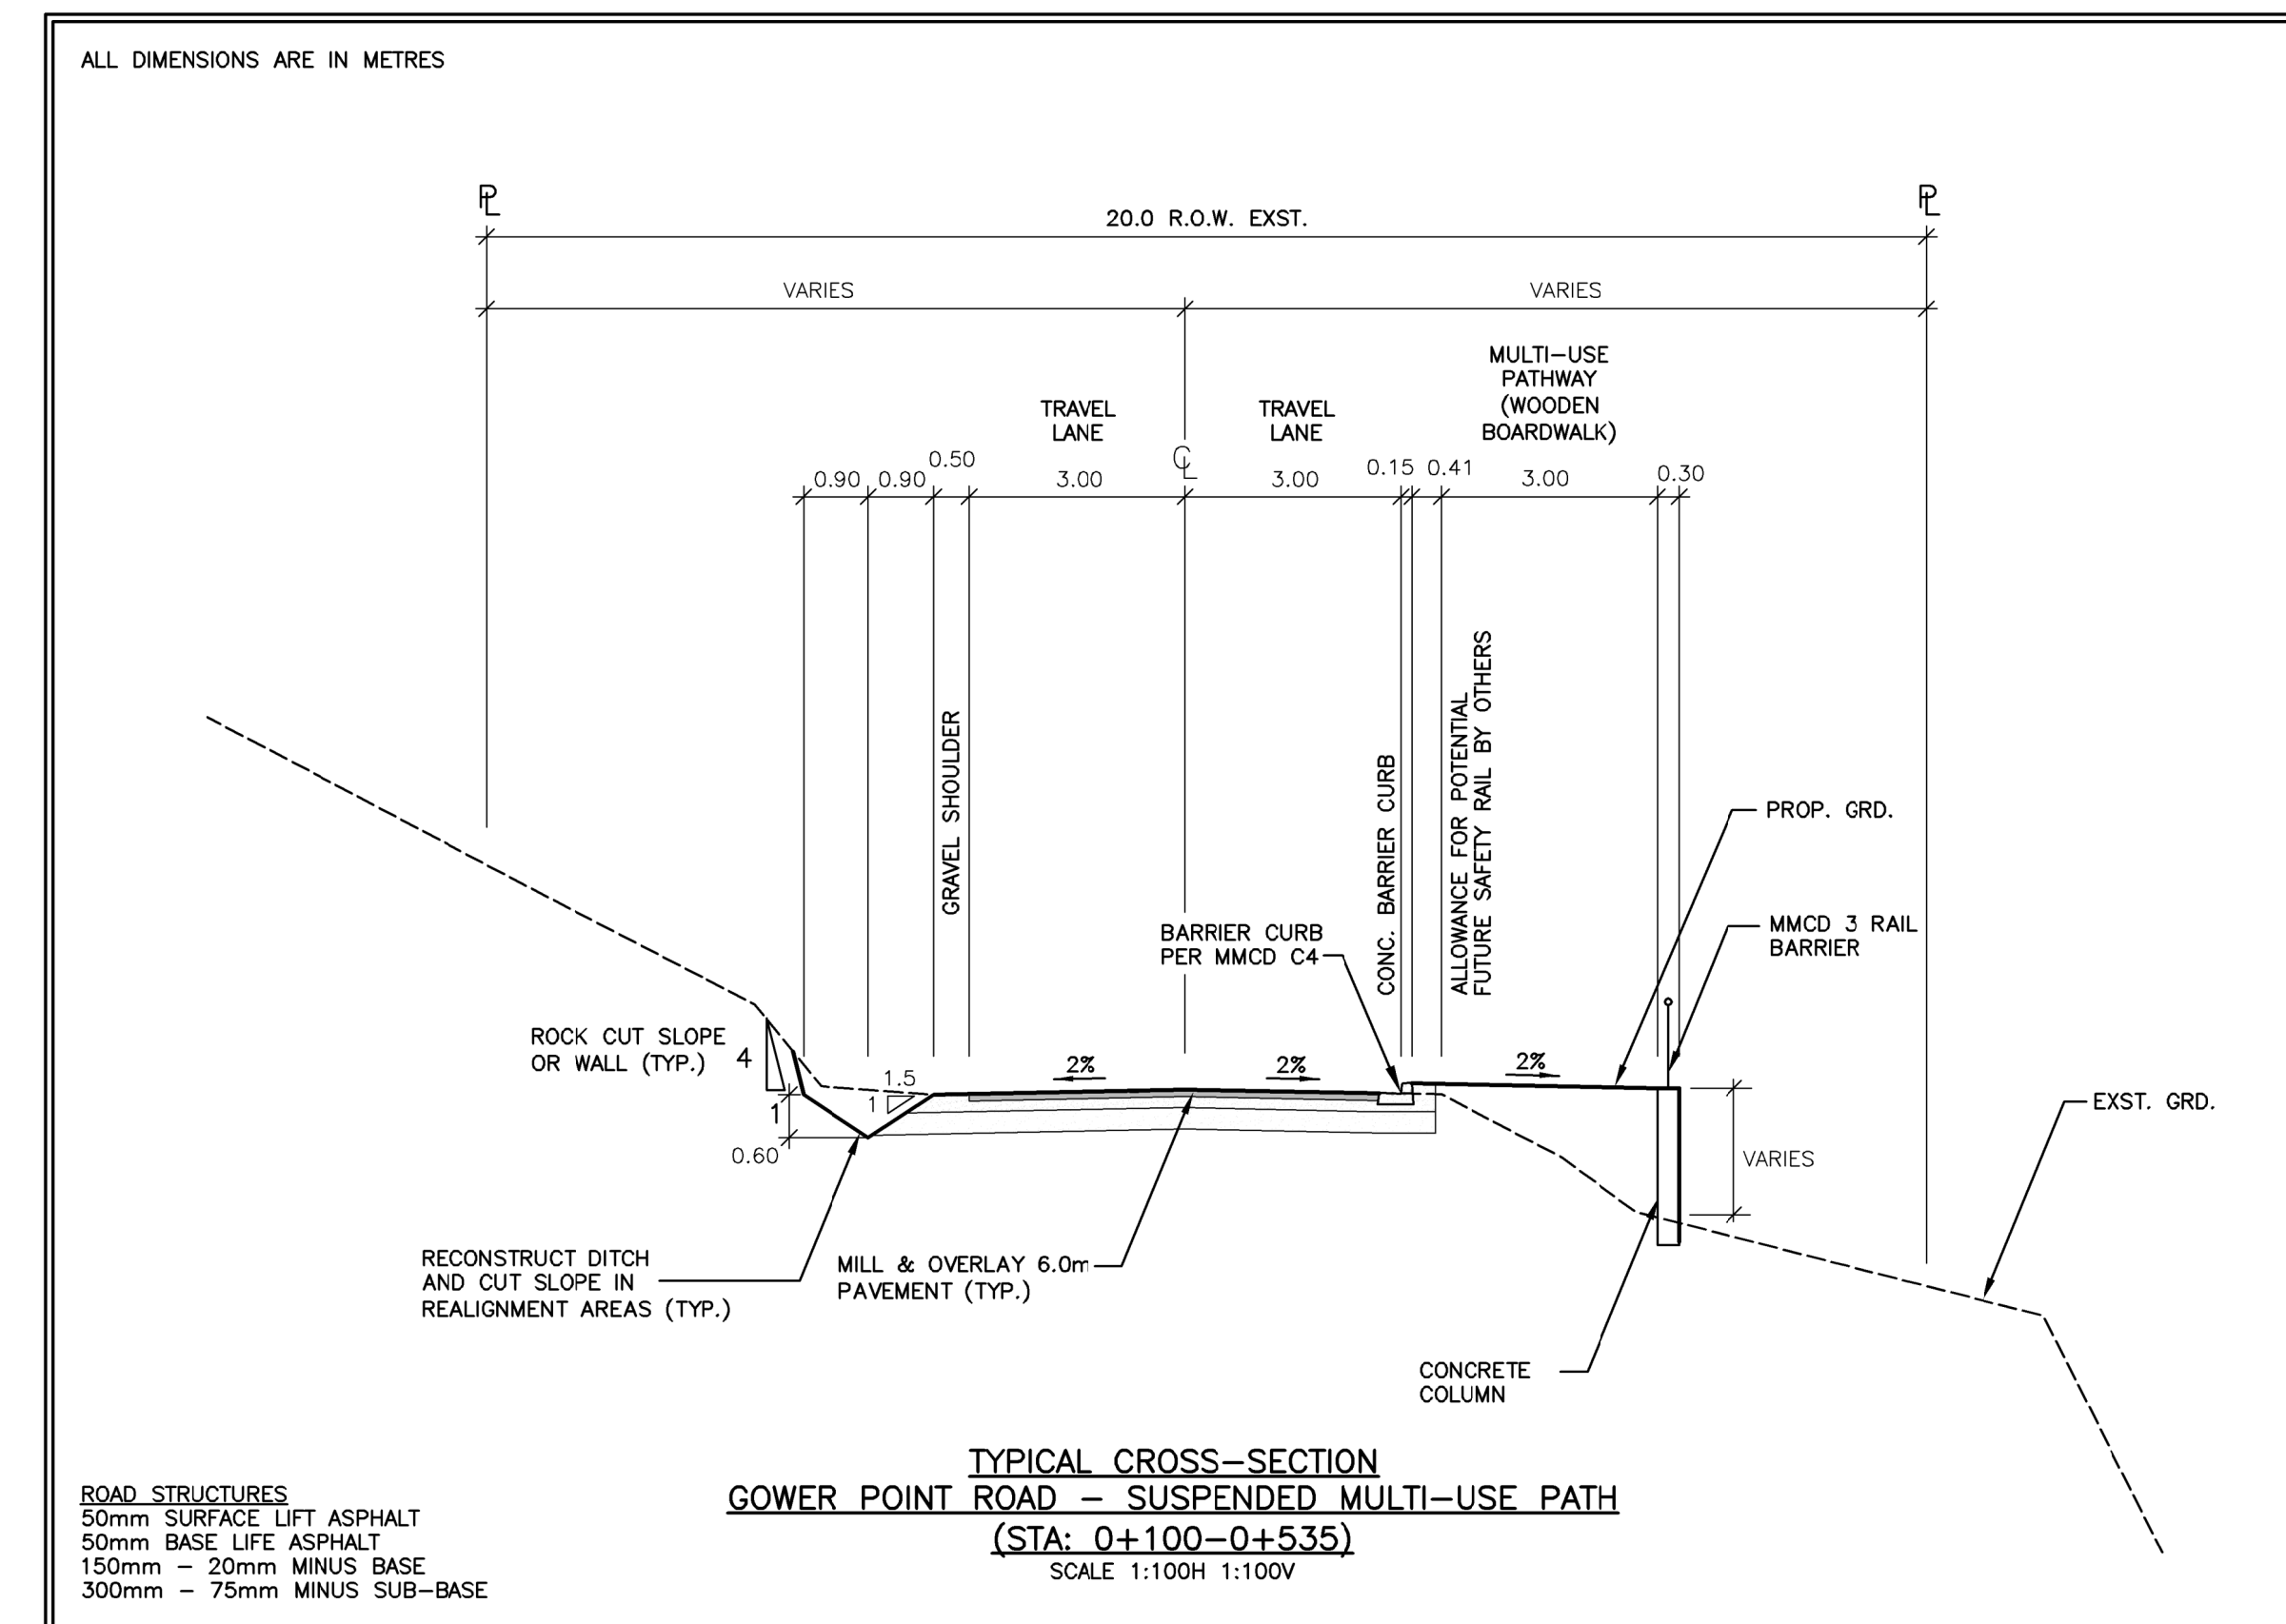 ALL DIMENSIONS ARE IN METRES
PL
PL
20.0 R.O.W. EXST.
VARIES
VARIES
MULTI-USE
PATHWAY
(WOODEN
BOARDWALK)
TRAVEL
LANE
TRAVEL
LANE
CL
0.90
0.90
0.50
3.00
3.00
0.15
0.41
3.00
0.30
GRAVEL SHOULDER
CONC. BARRIER CURB
ALLOWANCE FOR POTENTIAL
FUTURE SAFETY RAIL BY OTHERS
PROP. GRD.
MMCD 3 RAIL
BARRIER
BARRIER CURB
PER MMCD C4
ROCK CUT SLOPE
OR WALL (TYP.)
4
1
1.5
1
2%
2%
2%
0.60
VARIES
EXST. GRD.
RECONSTRUCT DITCH
AND CUT SLOPE IN
REALIGNMENT AREAS (TYP.)
MILL & OVERLAY 6.0m
PAVEMENT (TYP.)
CONCRETE
COLUMN
TYPICAL CROSS-SECTION
GOWER POINT ROAD - SUSPENDED MULTI-USE PATH
(STA: 0+100-0+535)
SCALE 1:100H 1:100V
ROAD STRUCTURES
50mm SURFACE LIFT ASPHALT
50mm BASE LIFE ASPHALT
150mm - 20mm MINUS BASE
300mm - 75mm MINUS SUB-BASE